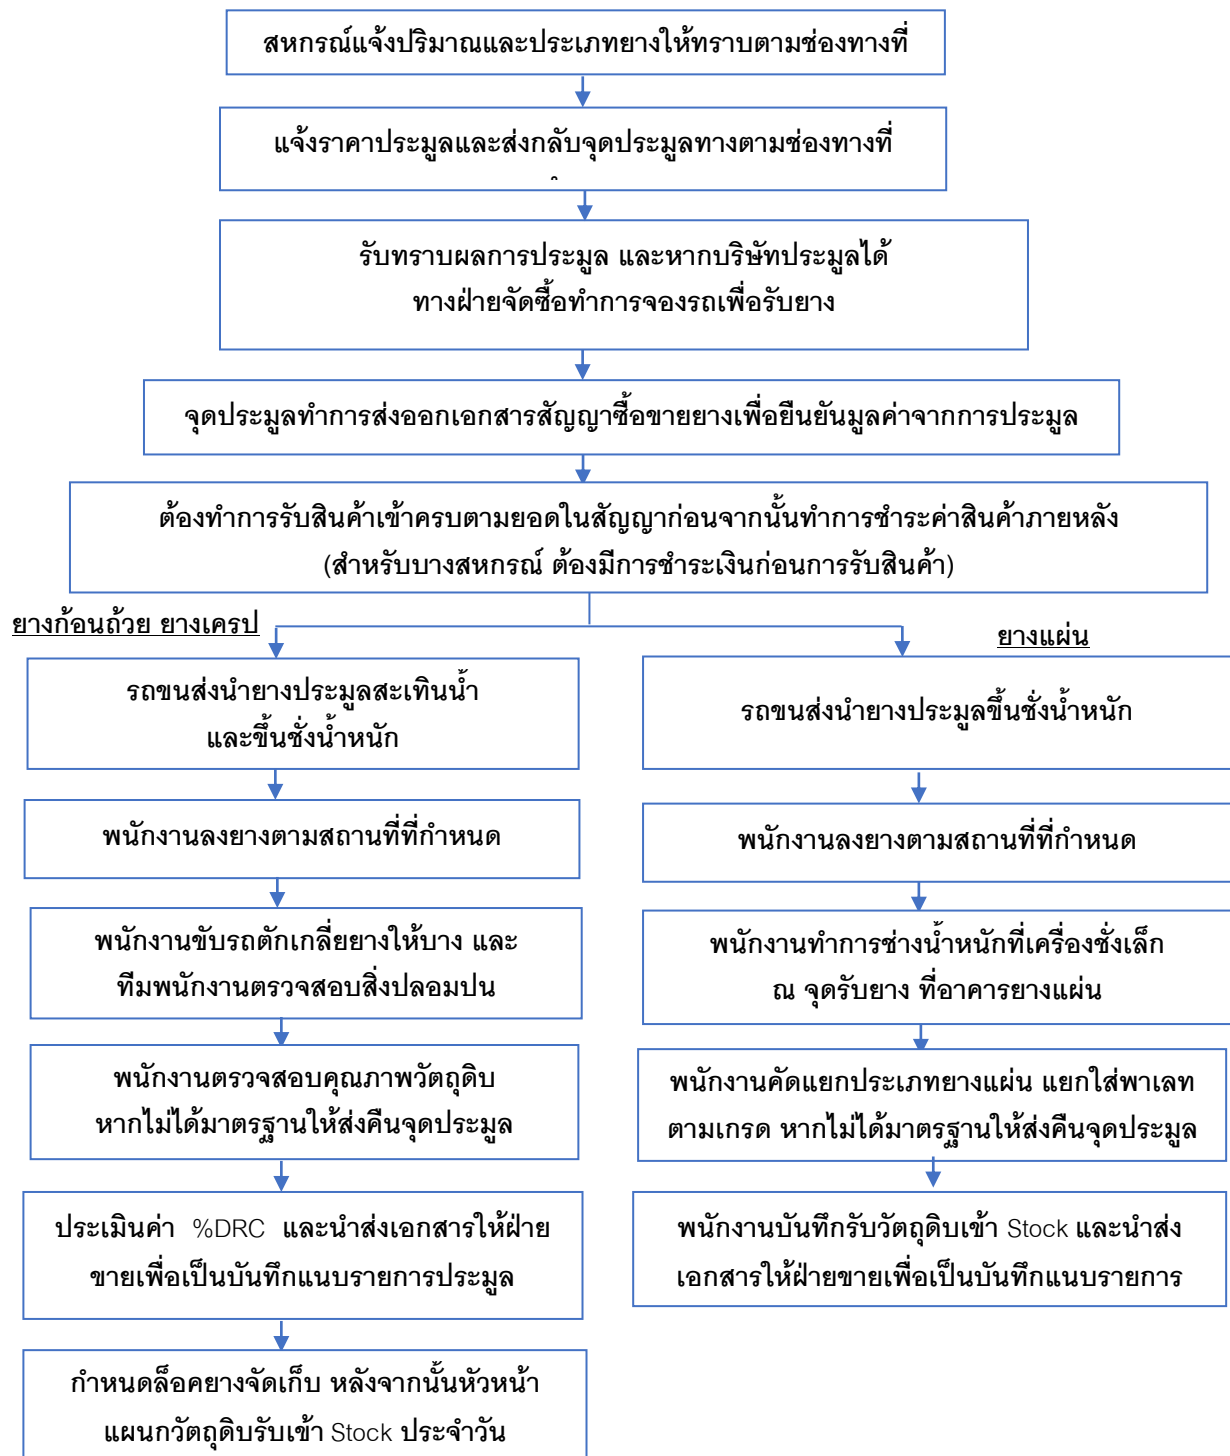 สหกรณ์แจ้งปริมาณและประเภทยางให้ทราบตามช่องทางที่
แจ้งราคาประมูลและส่งกลับจุดประมูลทางตามช่องทางที่
รับทราบผลการประมูล และหากบริษัทประมูลได้
ทางฝ่ายจัดซื้อทำการจองรถเพื่อรับยาง
จุดประมูลทำการส่งออกเอกสารสัญญาซื้อขายยางเพื่อยืนยันมูลค่าจากการประมูล
ต้องทำการรับสินค้าเข้าครบตามยอดในสัญญาก่อนจากนั้นทำการชำระค่าสินค้าภายหลัง
(สำหรับบางสหกรณ์ ต้องมีการชำระเงินก่อนการรับสินค้า)
ยางก้อนถ้วย ยางเครป
รถขนส่งนำยางประมูลสะเทินน้ำ
และขึ้นชั่งน้ำหนัก
พนักงานลงยางตามสถานที่ที่กำหนด
พนักงานขับรถตักเกลี่ยยางให้บาง และ
ทีมพนักงานตรวจสอบสิ่งปลอมปน
พนักงานตรวจสอบคุณภาพวัตถุดิบ
หากไม่ได้มาตรฐานให้ส่งคืนจุดประมูล
ประเมินค่า %DRC และนำส่งเอกสารให้ฝ่าย
ขายเพื่อเป็นบันทึกแนบรายการประมูล
กำหนดล็อคยางจัดเก็บ หลังจากนั้นหัวหน้า
แผนกวัตถุดิบรับเข้า Stock ประจำวัน
ยางแผ่น
รถขนส่งนำยางประมูลขึ้นชั่งน้ำหนัก
พนักงานลงยางตามสถานที่ที่กำหนด
พนักงานทำการช่างน้ำหนักที่เครื่องชั่งเล็ก
ณ จุดรับยาง ที่อาคารยางแผ่น
พนักงานคัดแยกประเภทยางแผ่น แยกใส่พาเลท
ตามเกรด หากไม่ได้มาตรฐานให้ส่งคืนจุดประมูล
พนักงานบันทึกรับวัตถุดิบเข้า Stock และนำส่ง
เอกสารให้ฝ่ายขายเพื่อเป็นบันทึกแนบรายการ